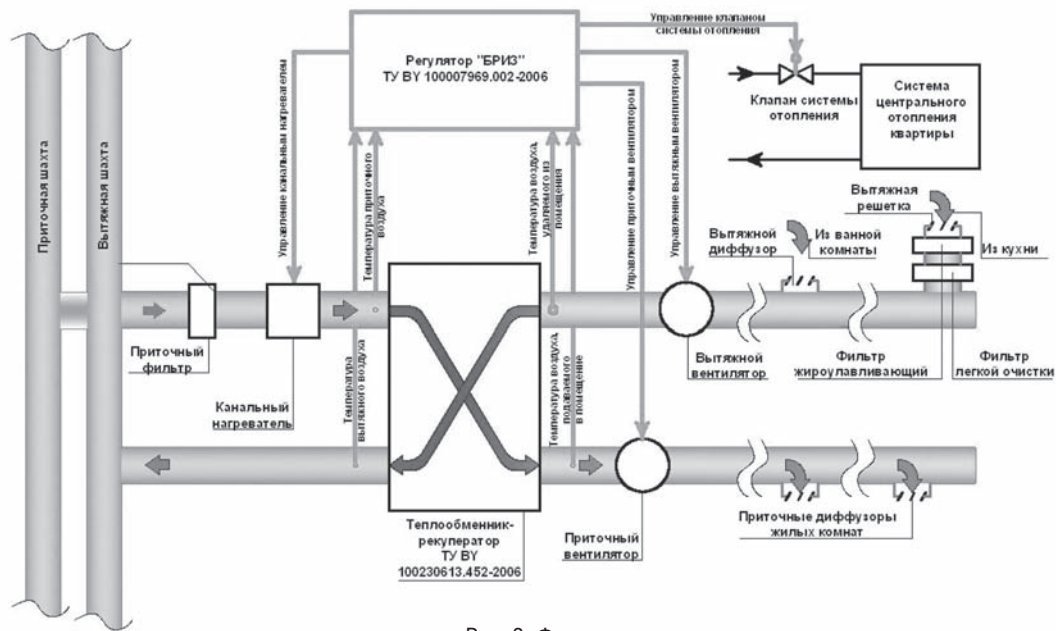 Управление клапаном
системы отопления
Регулятор "БРИЗ"
ТУ BY 100007969.002-2006
Клапан системы
отопления
Система
центрального
отопления
квартиры
Приточная шахта
Вытяжная шахта
Управление канальным нагревателем
Температура приточного
воздуха
Температура воздуха,
удаляемого из
помещения
Управление приточным вентилятором
Управление вытяжным вентилятором
Вытяжной
диффузор
Из ванной
комнаты
Вытяжная
решетка
Из кухни
Приточный
фильтр
Канальный
нагреватель
Температура
вытяжного воздуха
Температура воздуха,
подаваемого
в помещение
Вытяжной
вентилятор
Фильтр
жироулавливающий
Фильтр
легкой очистки
Теплообменник-
рекуператор
ТУ BY
100230613.452-2006
Приточный
вентилятор
Приточные диффузоры
жилых комнат